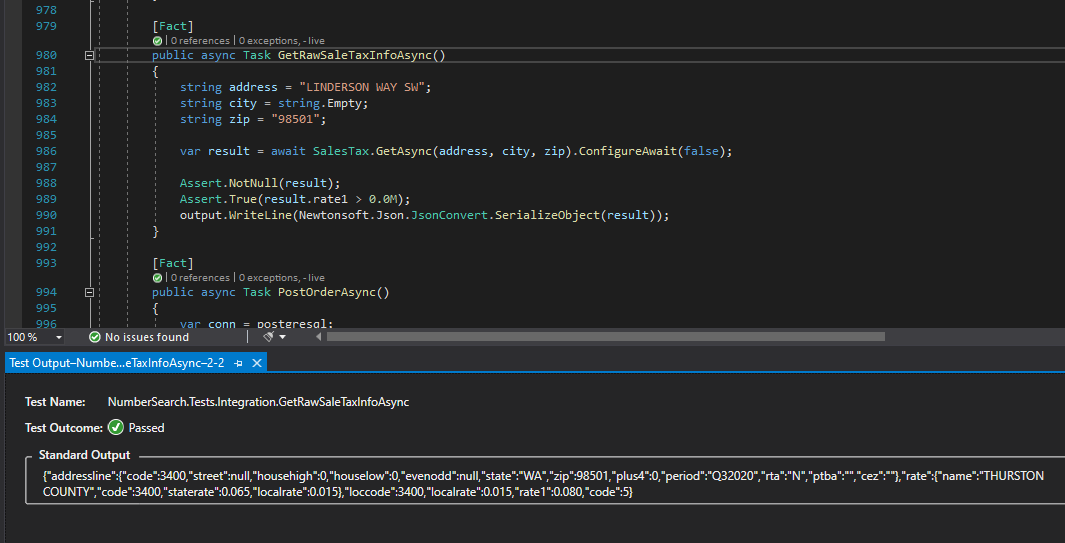 978
979 [Fact]
0 references | 0 exceptions, - live
980 public async Task GetRawSaleTaxInfoAsync()
981 {
982 string address = "LINDERSON WAY SW";
983 string city = string.Empty;
984 string zip = "98501";
985
986 var result = await SalesTax.GetAsync(address, city, zip).ConfigureAwait(false);
987
988 Assert.NotNull(result);
989 Assert.True(result.rate1 > 0.0M);
990 output.WriteLine(Newtonsoft.Json.JsonConvert.SerializeObject(result));
991 }
992
993 [Fact]
0 references | 0 exceptions, - live
994 public async Task PostOrderAsync()
995 {
996 var conn = postgresql;
100 % No issues found
Test Output–Numbe...eTaxInfoAsync–2-2
Test Name: NumberSearch.Tests.Integration.GetRawSaleTaxInfoAsync
Test Outcome: Passed
Standard Output
{"addressline":{"code":3400,"street":null,"househigh":0,"houselow":0,"evenodd":null,"state":"WA","zip":98501,"plus4":0,"period":"Q32020","rta":"N","ptba":"","cez":""},"rate":{"name":"THURSTON
COUNTY","code":3400,"staterate":0.065,"localrate":0.015},"loccode":3400,"localrate":0.015,"rate1":0.080,"code":5}